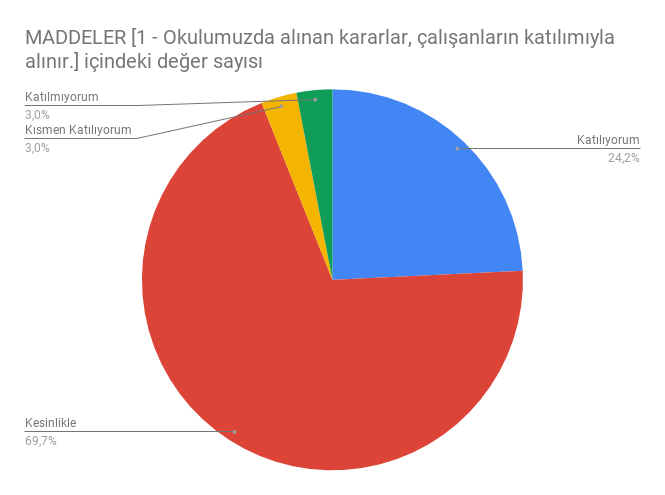 MADDELER [1 - Okulumuzda alınan kararlar, çalışanların katılımıyla
alınır.] içindeki değer sayısı
Katılmıyorum
3,0%
Kısmen Katılıyorum
3,0%
Katılıyorum
24,2%
Kesinlikle
69,7%